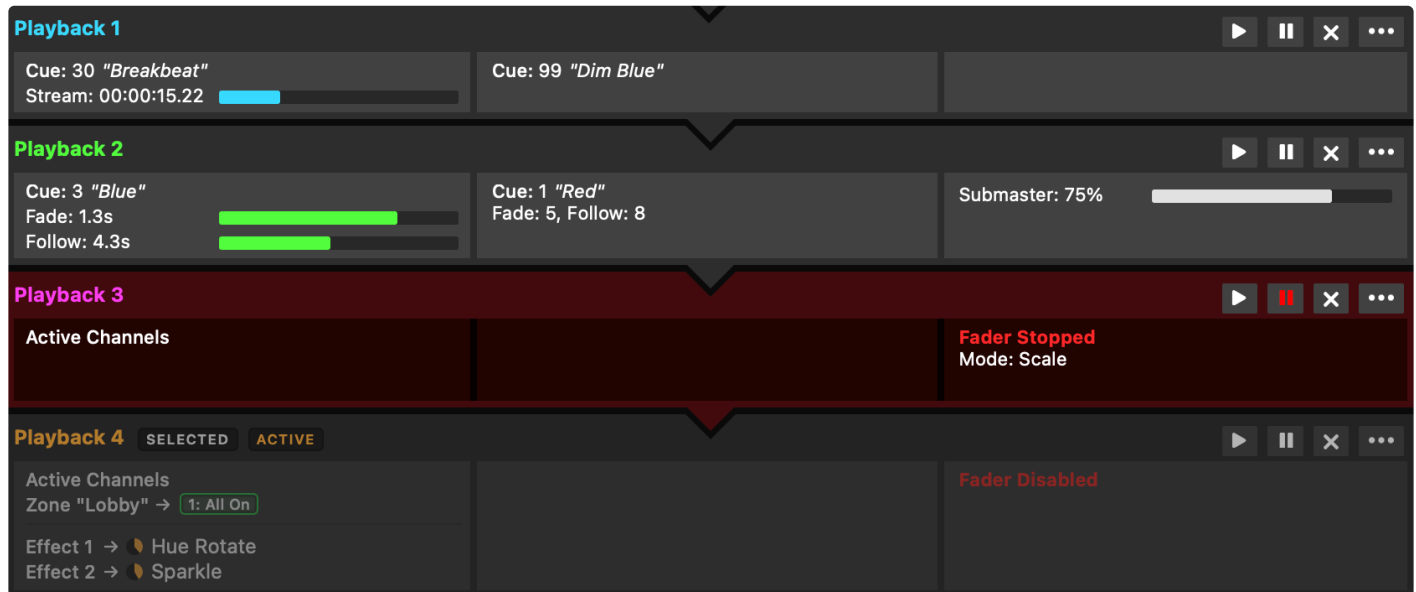 Playback 1
Cue: 30 "Breakbeat"
Stream: 00:00:15.22
Cue: 99 "Dim Blue"
Playback 2
Cue: 3 "Blue"
Fade: 1.3s
Follow: 4.3s
Cue: 1 "Red"
Fade: 5, Follow: 8
Submaster: 75%
Playback 3
Active Channels
Fader Stopped
Mode: Scale
Playback 4 SELECTED ACTIVE
Active Channels
Zone "Lobby" → 1: All On
Effect 1 → Hue Rotate
Effect 2 → Sparkle
Fader Disabled